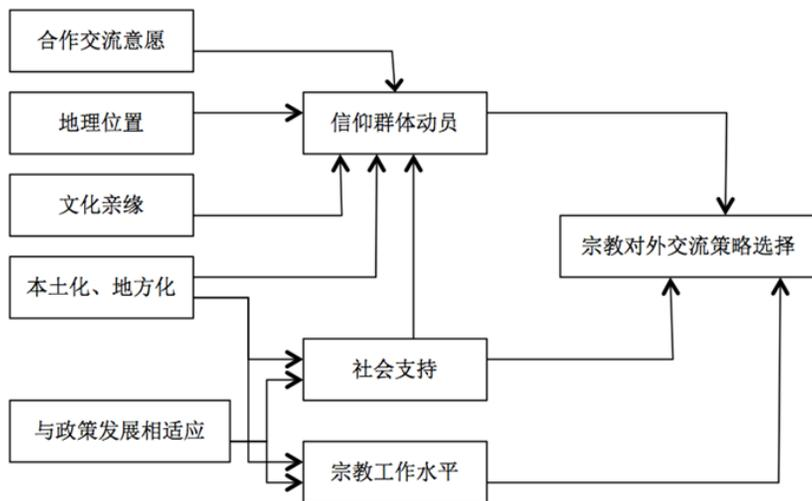 合作交流意愿
地理位置
信仰群体动员
文化亲缘
宗教对外交流策略选择
本土化、地方化
社会支持
与政策发展相适应
宗教工作水平